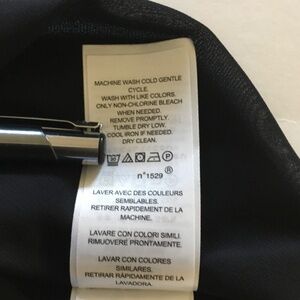 MACHINE WASH COLD GENTLE
CYCLE.
WASH WITH LIKE COLORS.
ONLY NON-CHLORINE BLEACH
WHEN NEEDED.
REMOVE PROMPTLY.
TUMBLE DRY LOW.
COOL IRON IF NEEDED.
DRY CLEAN.
P
n°1529 ®
LAVER AVEC DES COULEURS
SEMBLABLES.
RETIRER RAPIDEMENT DE LA
MACHINE.
LAVARE CON COLORI SIMILI.
RIMUOVERE PRONTAMENTE.
LAVAR CON COLORES
SIMILARES.
RETIRAR RÁPIDAMENTE DE LA
LAVADORA.